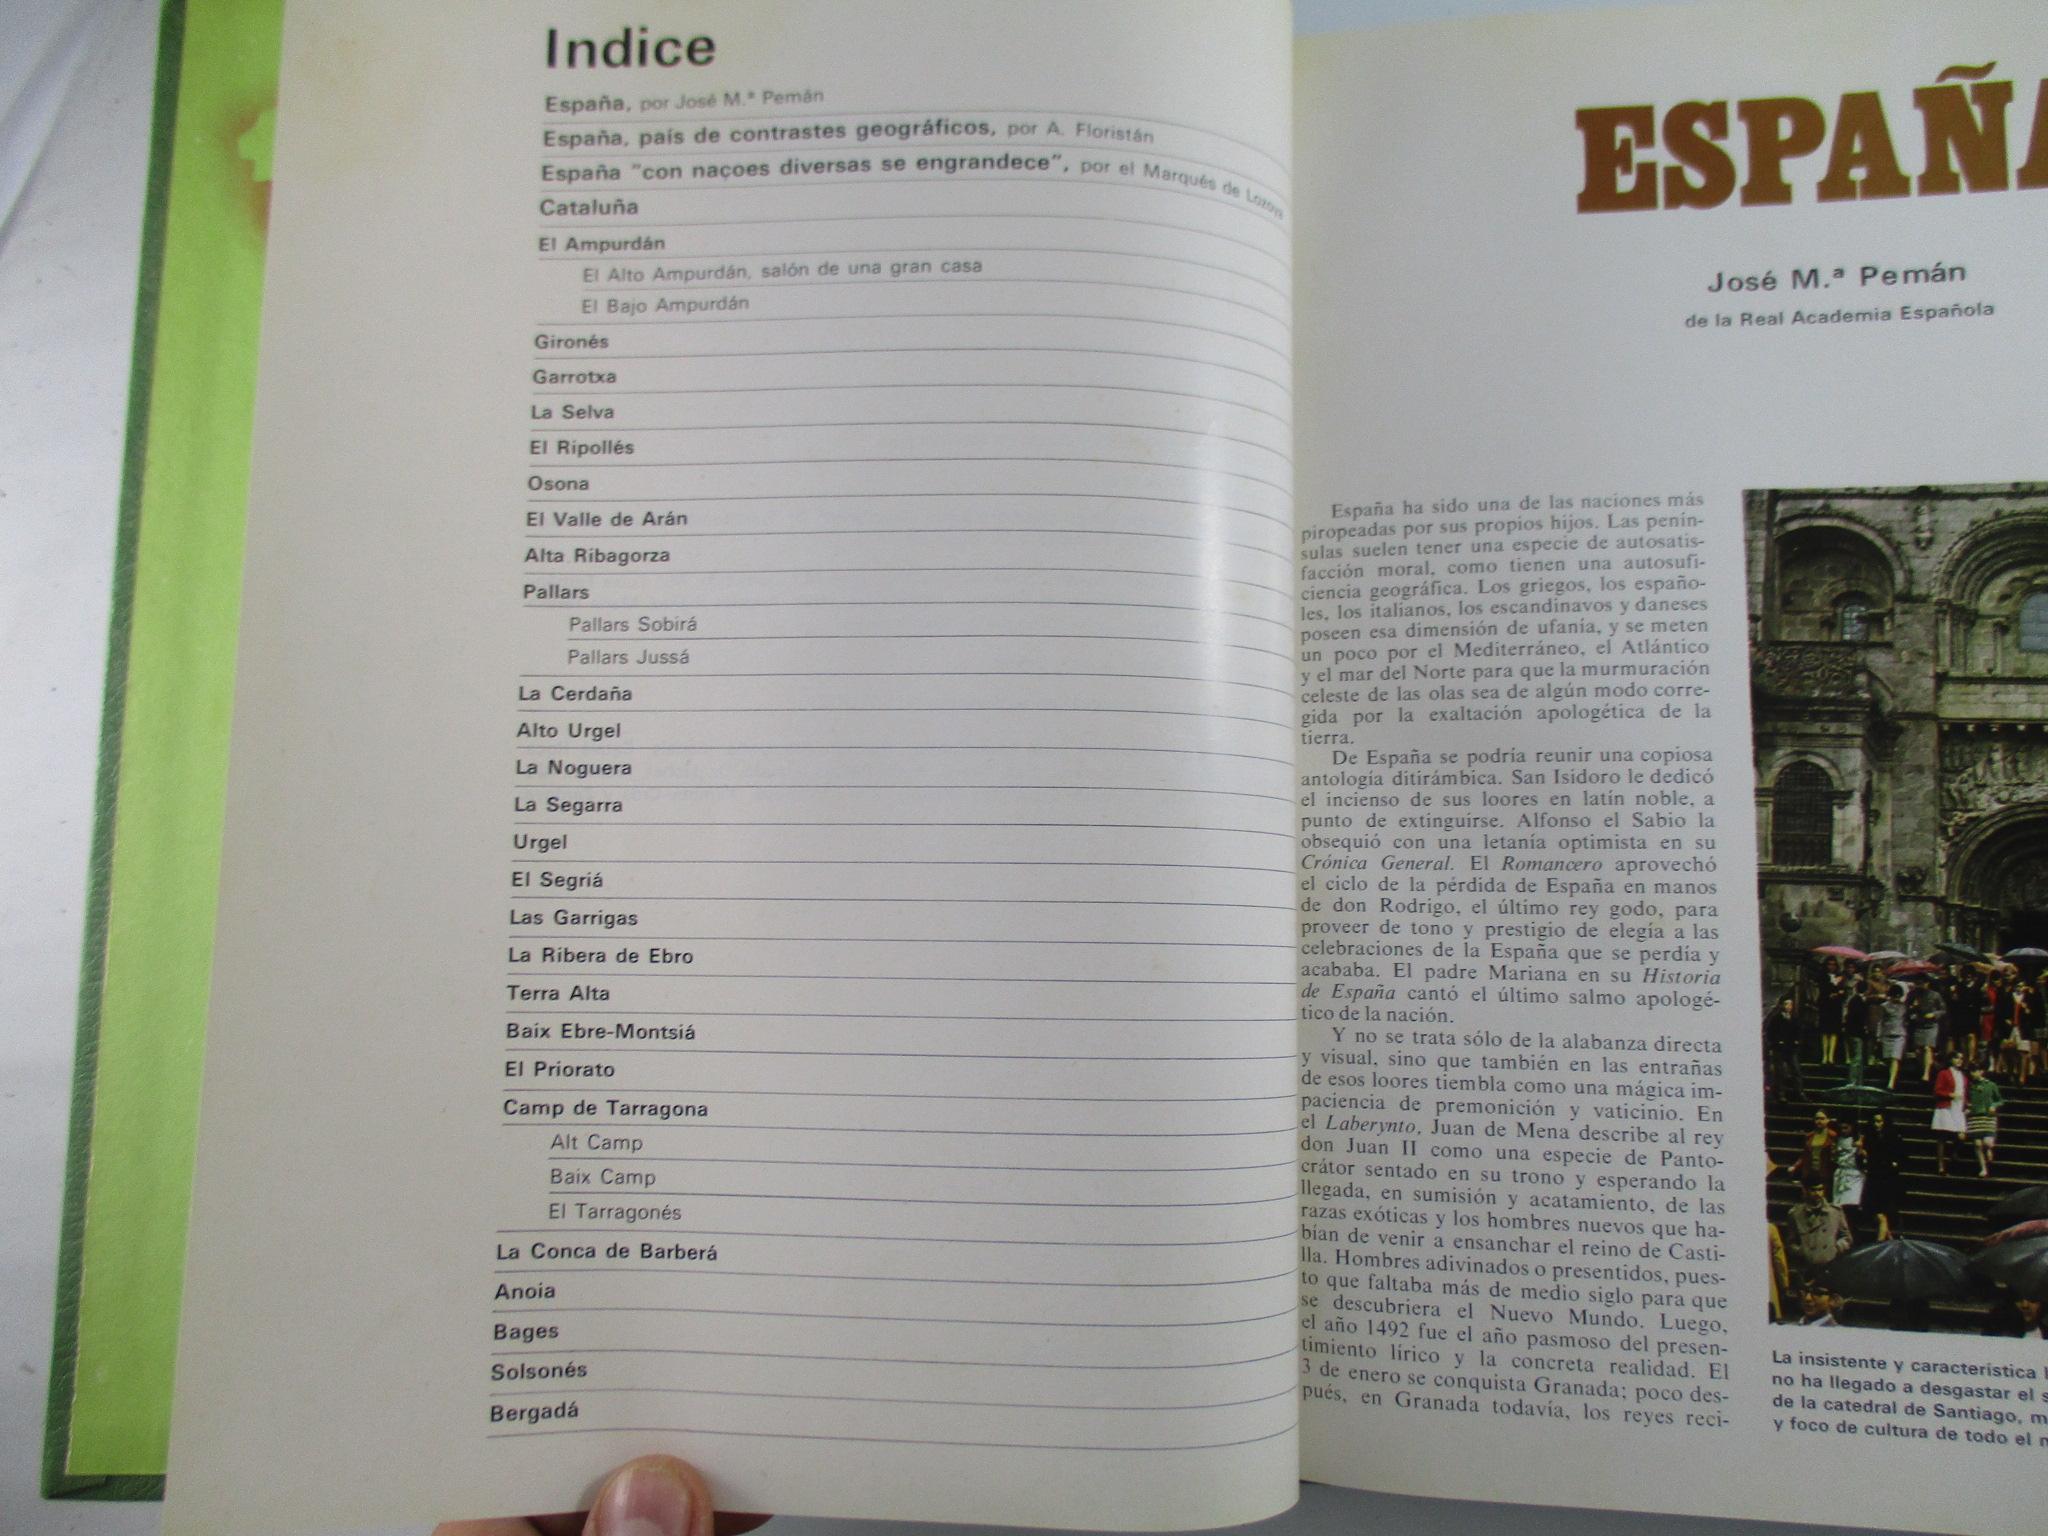 Indice
España, por José M.ª Pemán
España, país de contrastes geográficos, por A. Floristán
España "con naçoes diversas se engrandece", por el Marqués de Lozoya
Cataluña
El Ampurdán
El Alto Ampurdán, salón de una gran casa
El Bajo Ampurdán
Gironés
Garrotxa
La Selva
El Ripollés
Osona
El Valle de Arán
Alta Ribagorza
Pallars
Pallars Sobirá
Pallars Jussá
La Cerdaña
Alto Urgel
La Noguera
La Segarra
Urgel
El Segriá
Las Garrigas
La Ribera de Ebro
Terra Alta
Baix Ebre-Montsiá
El Priorato
Camp de Tarragona
Alt Camp
Baix Camp
El Tarragonés
La Conca de Barberá
Anoia
Bages
Solsonés
Bergadá
ESPAÑA
José M.ª Pemán
de la Real Academia Española
España ha sido una de las naciones más
piropeadas por sus propios hijos. Las penín-
sulas suelen tener una especie de autosatis-
facción moral, como tienen una autosufi-
ciencia geográfica. Los griegos, los españo-
les, los italianos, los escandinavos y daneses
poseen esa dimensión de ufanía, y se meten
un poco por el Mediterráneo, el Atlántico
y el mar del Norte para que la murmuración
celeste de las olas sea de algún modo corre-
gida por la exaltación apologética de la
tierra.
De España se podría reunir una copiosa
antología ditirámbica. San Isidoro le dedicó
el incienso de sus loores en latín noble, a
punto de extinguirse. Alfonso el Sabio la
obsequió con una letanía optimista en su
Crónica General. El Romancero aprovechó
el ciclo de la pérdida de España en manos
de don Rodrigo, el último rey godo, para
proveer de tono y prestigio de elegía a las
celebraciones de la España que se perdía y
acababa. El padre Mariana en su Historia
de España cantó el último salmo apologé-
tico de la nación.
Y no se trata sólo de la alabanza directa
y visual, sino que también en las entrañas
de esos loores tiembla como una mágica im-
paciencia de premonición y vaticinio. En
el Laberynto, Juan de Mena describe al rey
don Juan II como una especie de Panto-
crátor sentado en su trono y esperando la
llegada, en sumisión y acatamiento, de las
razas exóticas y los hombres nuevos que ha-
bían de venir a ensanchar el reino de Casti-
lla. Hombres adivinados o presentidos, pues-
to que faltaba más de medio siglo para que
se descubriera el Nuevo Mundo. Luego,
el año 1492 fue el año pasmoso del presen-
timiento lírico y la concreta realidad. El
3 de enero se conquista Granada; poco des-
pués, en Granada todavía, los reyes reci-
La insistente y característica
no ha llegado a desgastar el
de la catedral de Santiago,
y foco de cultura de todo el